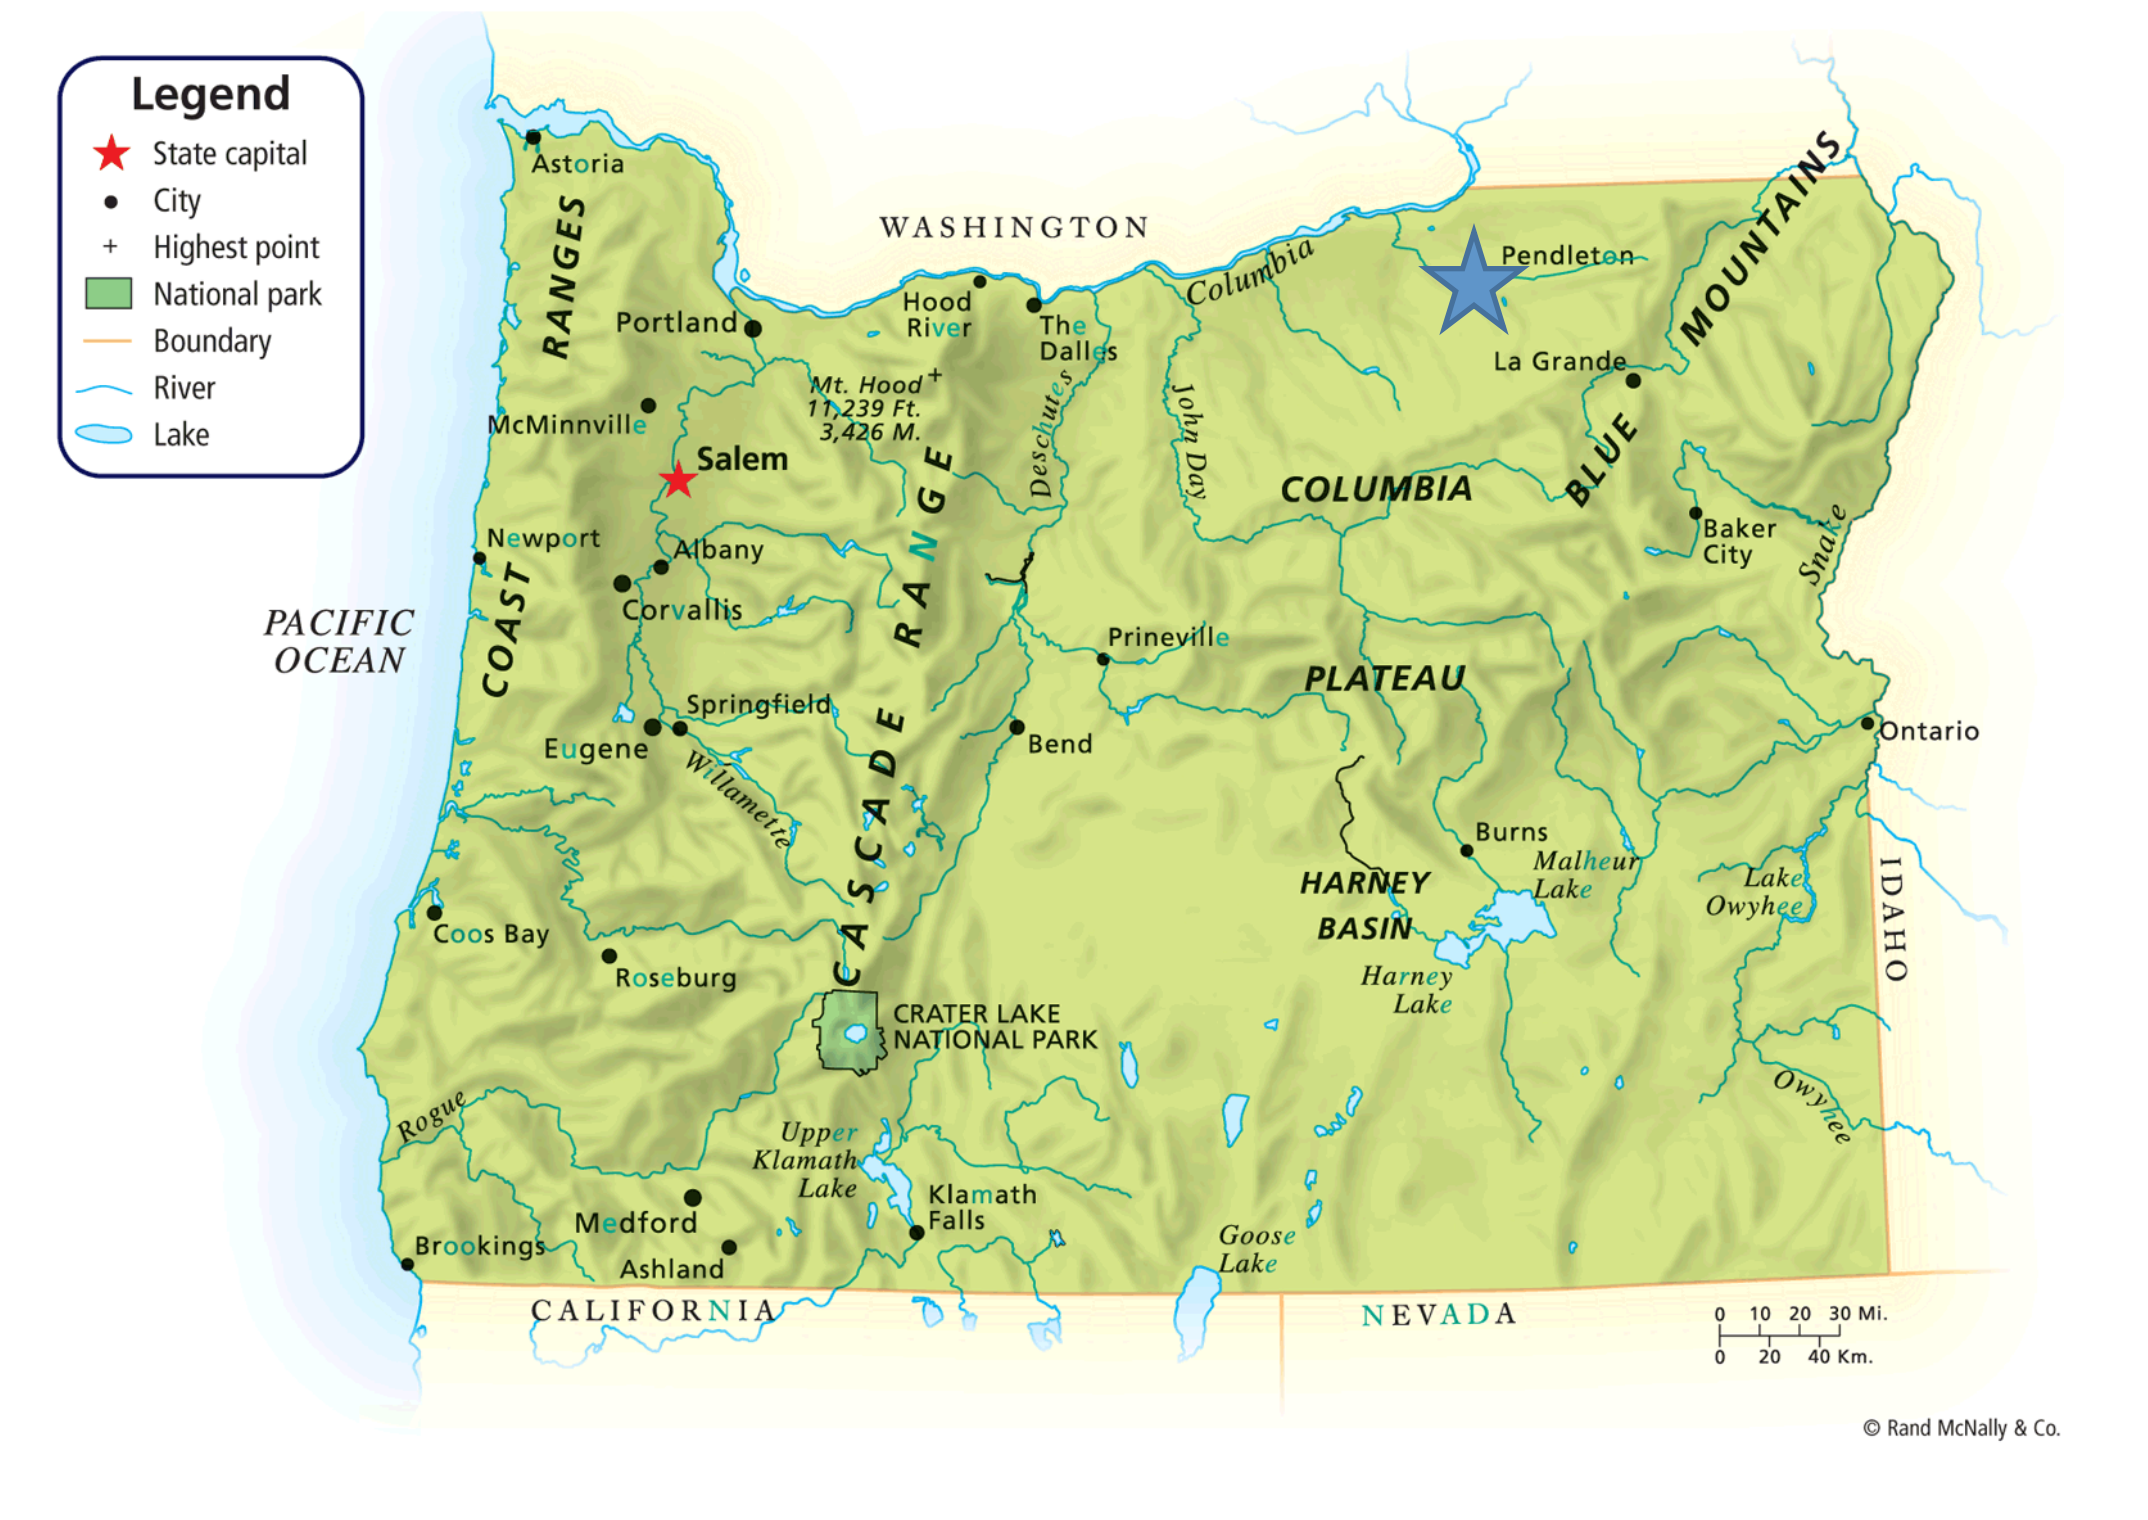 Legend
State capital
City
Highest point
National park
Boundary
River
Lake
Astoria
RANGES
WASHINGTON
Columbia
Pendleton
MOUNTAINS
Hood
River
The
Dalles
Portland
La Grande
Mt. Hood
11,239 Ft.
3,426 M.
Deschutes
John Day
McMinnville
Salem
COLUMBIA
BLUE
Baker
City
Snake
Newport
Albany
Corvallis
COAST
PACIFIC
OCEAN
CASCADE RANGE
Prineville
PLATEAU
Springfield
Eugene
Willamette
Bend
Ontario
Burns
Malheur
Lake
HARNEY
BASIN
Lake
Owyhee
IDAHO
Coos Bay
Roseburg
Harney
Lake
CRATER LAKE
NATIONAL PARK
Rogue
Owyhee
Upper
Klamath
Lake
Klamath
Falls
Medford
Ashland
Brookings
Goose
Lake
CALIFORNIA
NEVADA
0 10 20 30 Mi.
0 20 40 Km.
© Rand McNally & Co.